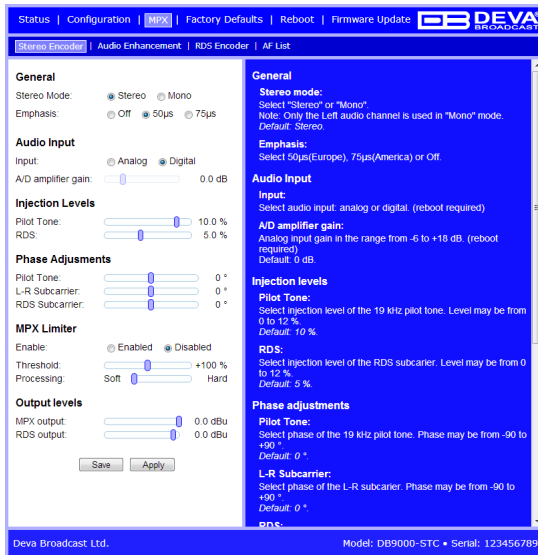 Status | Configuration | MPX | Factory Defaults | Reboot | Firmware Update
DEVA
BROADCAST
Stereo Encoder | Audio Enhancement | RDS Encoder | AF List
General
Stereo Mode: Stereo Mono
Emphasis: Off 50µs 75µs
Audio Input
Input: Analog Digital
A/D amplifier gain: 0.0 dB
Injection Levels
Pilot Tone: 10.0 %
RDS: 5.0 %
Phase Adjusments
Pilot Tone: 0 °
L-R Subcarrier: 0 °
RDS Subcarrier: 0 °
MPX Limiter
Enable: Enabled Disabled
Threshold: +100 %
Processing: Soft Hard
Output levels
MPX output: 0.0 dBu
RDS output: 0.0 dBu
Save Apply
General
Stereo mode:
Select "Stereo" or "Mono".
Note: Only the Left audio channel is used in "Mono" mode.
Default: Stereo.
Emphasis:
Select 50µs(Europe), 75µs(America) or Off.
Audio Input
Input:
Select audio input: analog or digital. (reboot required)
A/D amplifier gain:
Analog input gain in the range from -6 to +18 dB. (reboot
required)
Default: 0 dB.
Injection levels
Pilot Tone:
Select injection level of the 19 kHz pilot tone. Level may be from
0 to 12 %.
Default: 10 %.
RDS:
Select injection level of the RDS subcarier. Level may be from 0
to 12 %.
Default: 5 %.
Phase adjustments
Pilot Tone:
Select phase of the 19 kHz pilot tone. Phase may be from -90 to
+90 °.
Default: 0 °.
L-R Subcarier:
Select phase of the L-R subcarier. Phase may be from -90 to
+90 °.
Default: 0 °.
RDS:
Deva Broadcast Ltd.
Model: DB9000-STC • Serial: 123456789